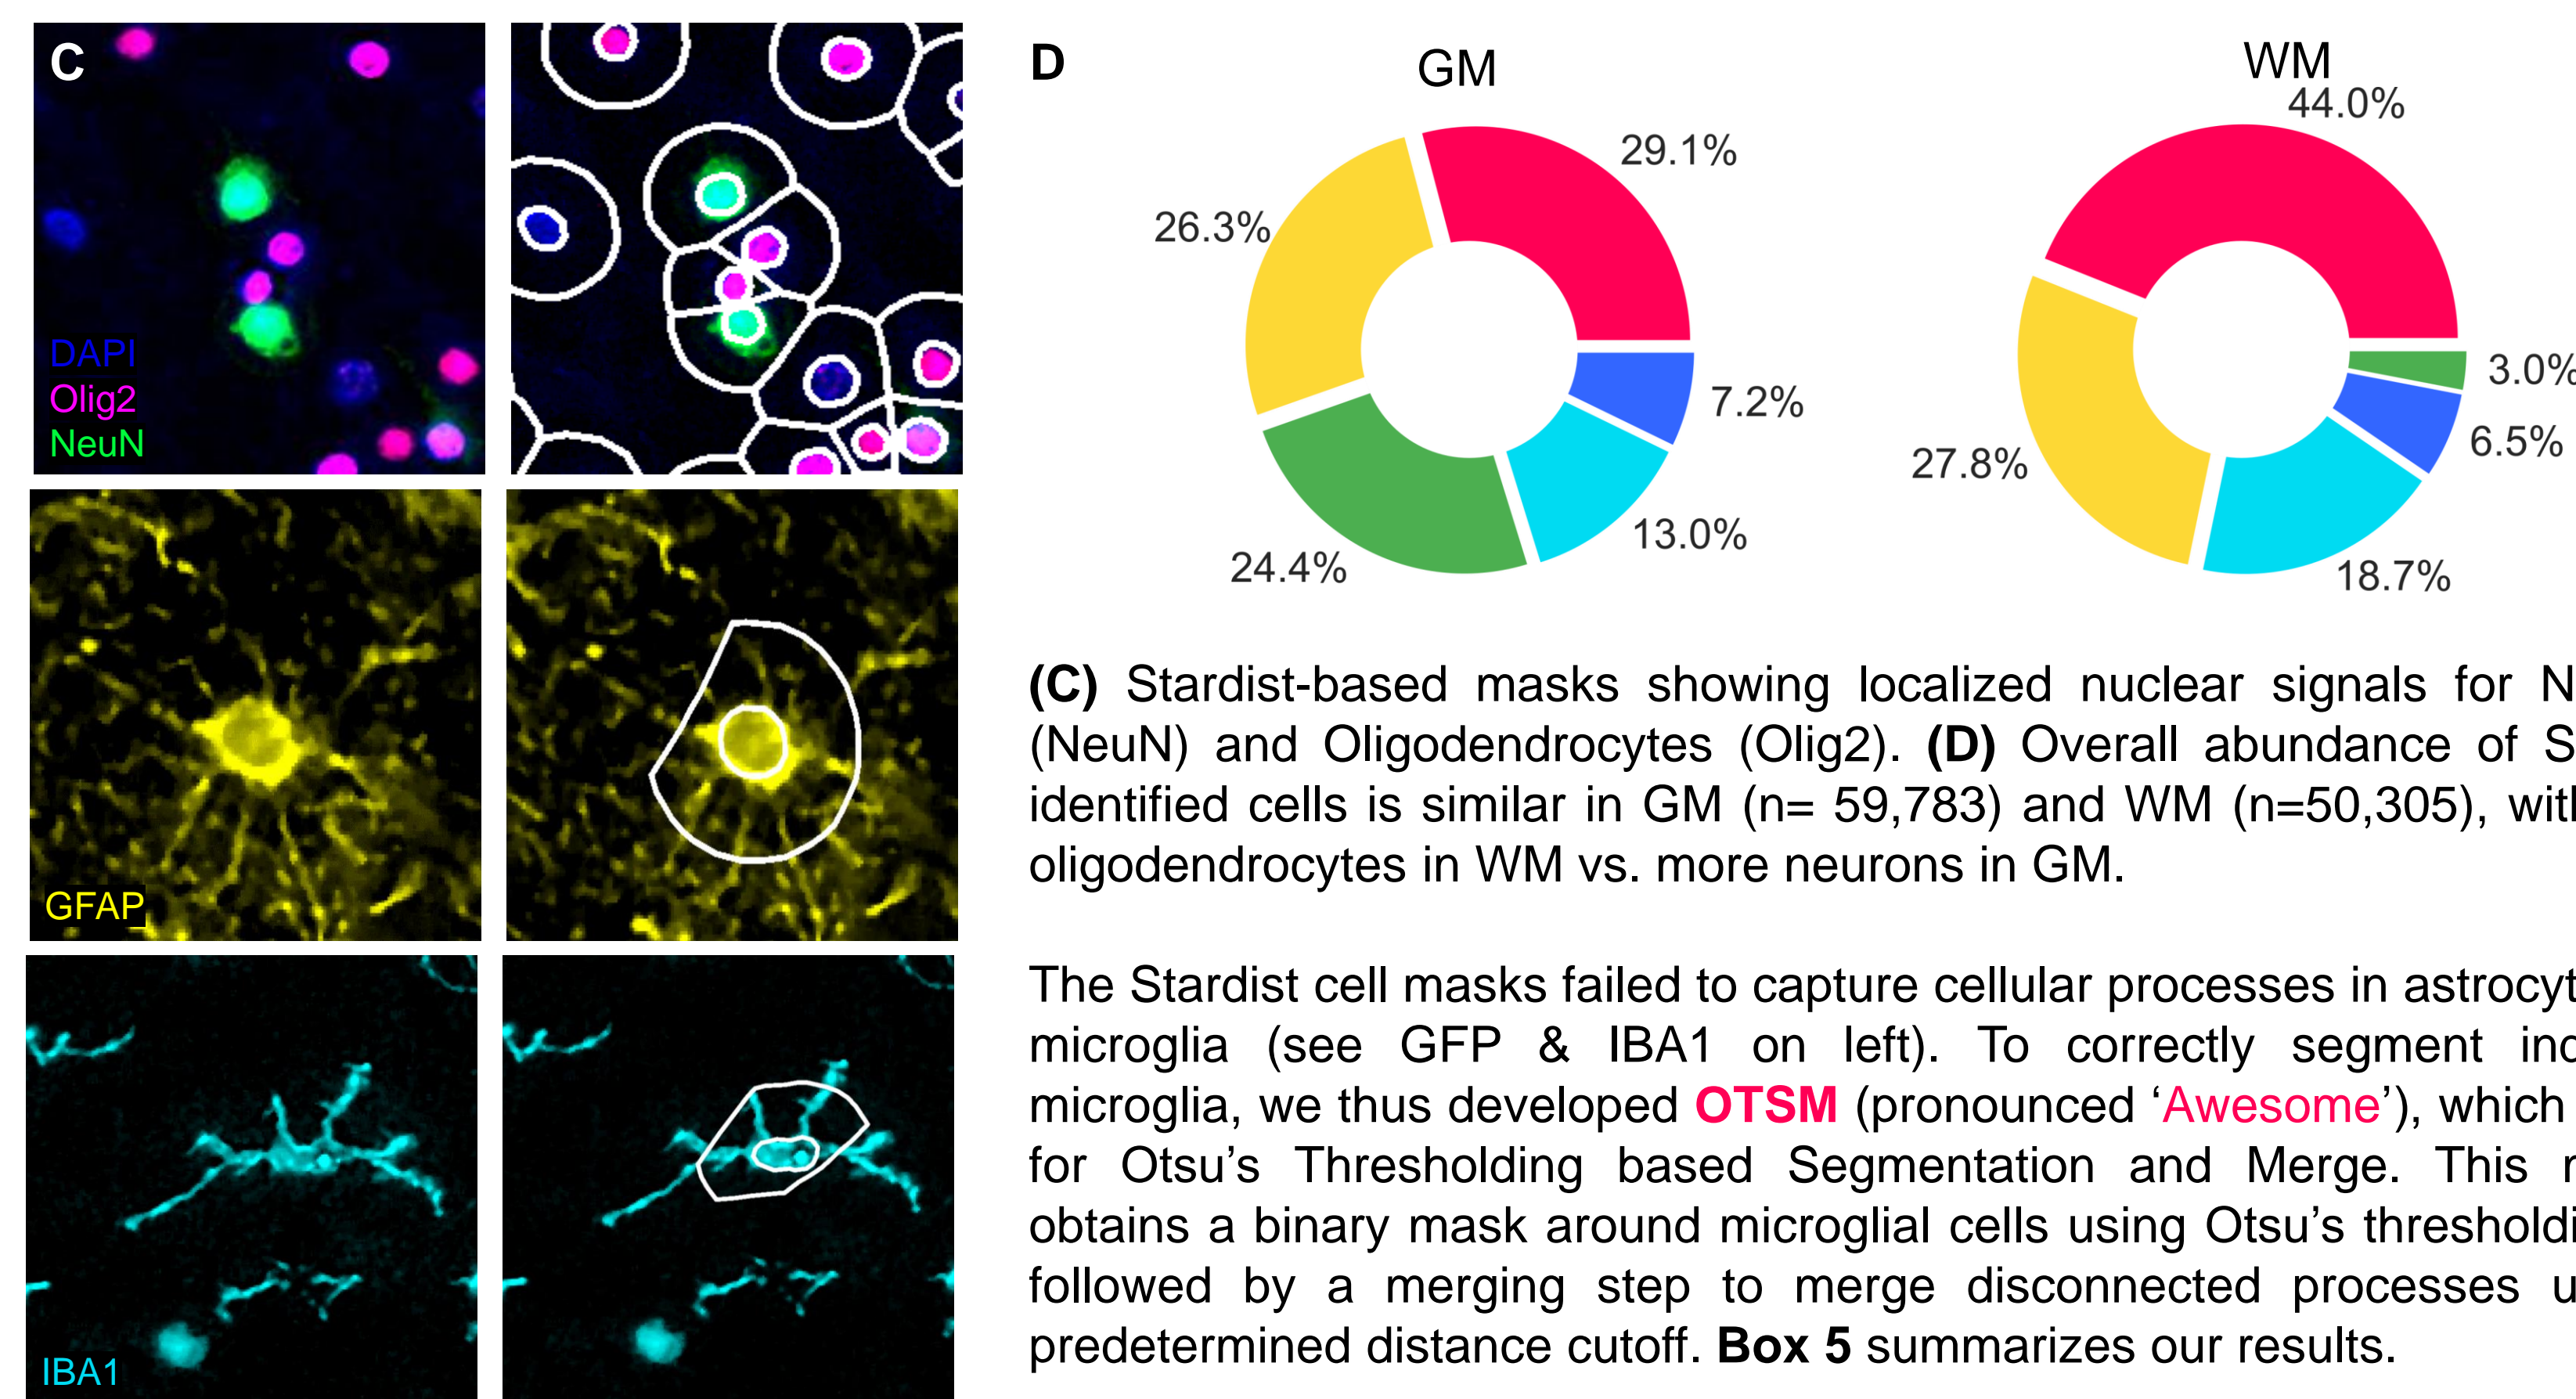 C
DAPI
Olig2
NeuN
GFAP
IBA1
D
GM
29.1%
26.3%
7.2%
13.0%
24.4%
WM
44.0%
3.0%
6.5%
27.8%
18.7%
(C) Stardist-based masks showing localized nuclear signals for
(NeuN) and Oligodendrocytes (Olig2). (D) Overall abundance of
identified cells is similar in GM (n= 59,783) and WM (n=50,305),
oligodendrocytes in WM vs. more neurons in GM.
The Stardist cell masks failed to capture cellular processes in
microglia (see GFP & IBA1 on left). To correctly segment
microglia, we thus developed OTSM (pronounced ‘Awesome’), which
for Otsu’s Thresholding based Segmentation and Merge. This
obtains a binary mask around microglial cells using Otsu’s
followed by a merging step to merge disconnected processes
predetermined distance cutoff. Box 5 summarizes our results.